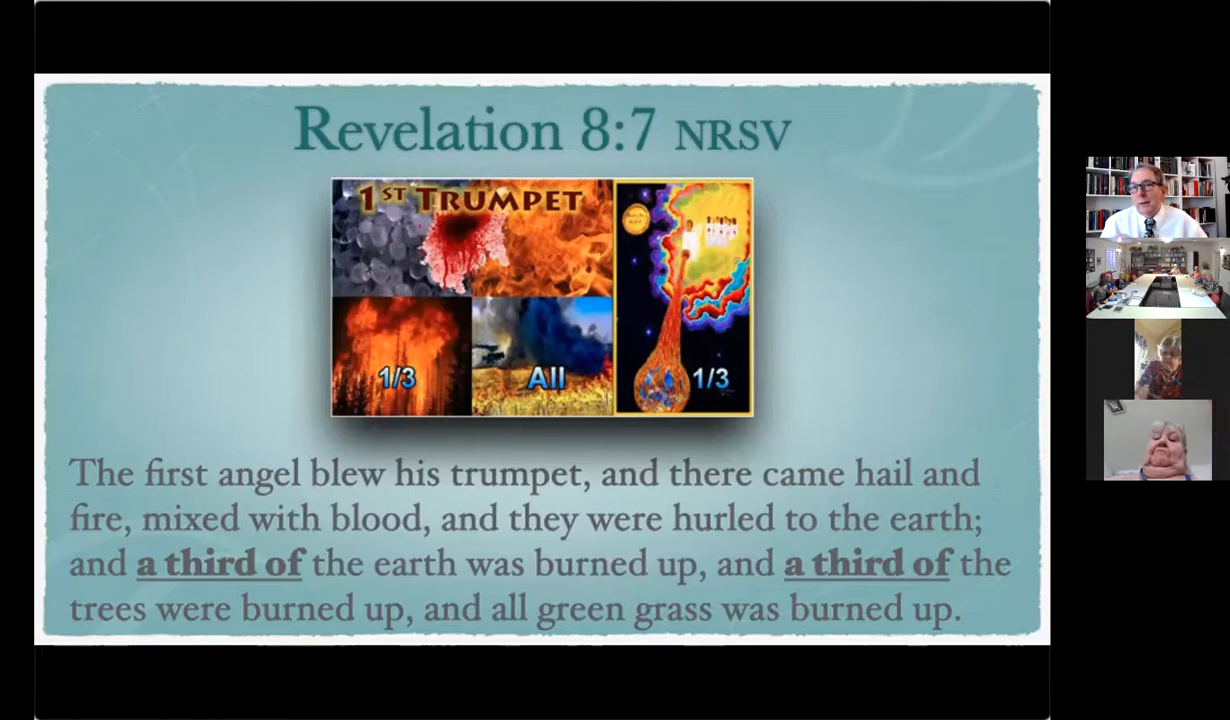 Revelation 8:7 NRSV
1ST TRUMPET
1/3
All
1/3
The first angel blew his trumpet, and there came hail and
fire, mixed with blood, and they were hurled to the earth;
and a third of the earth was burned up, and a third of the
trees were burned up, and all green grass was burned up.